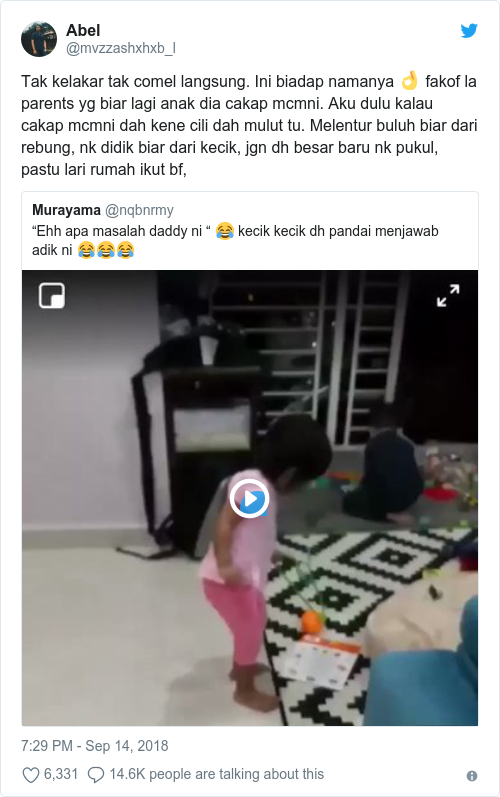 Abel
@mvzzashxhxb_l
Tak kelakar tak comel langsung. Ini biadap namanya 👌 fakof la
parents yg biar lagi anak dia cakap mcmni. Aku dulu kalau
cakap mcmni dah kene cili dah mulut tu. Melentur buluh biar dari
rebung, nk didik biar dari kecik, jgn dh besar baru nk pukul,
pastu lari rumah ikut bf,
Murayama @nqbnrmy
“Ehh apa masalah daddy ni “ 😂 kecik kecik dh pandai menjawab
adik ni 😂😂😂
7:29 PM - Sep 14, 2018
6,331 14.6K people are talking about this